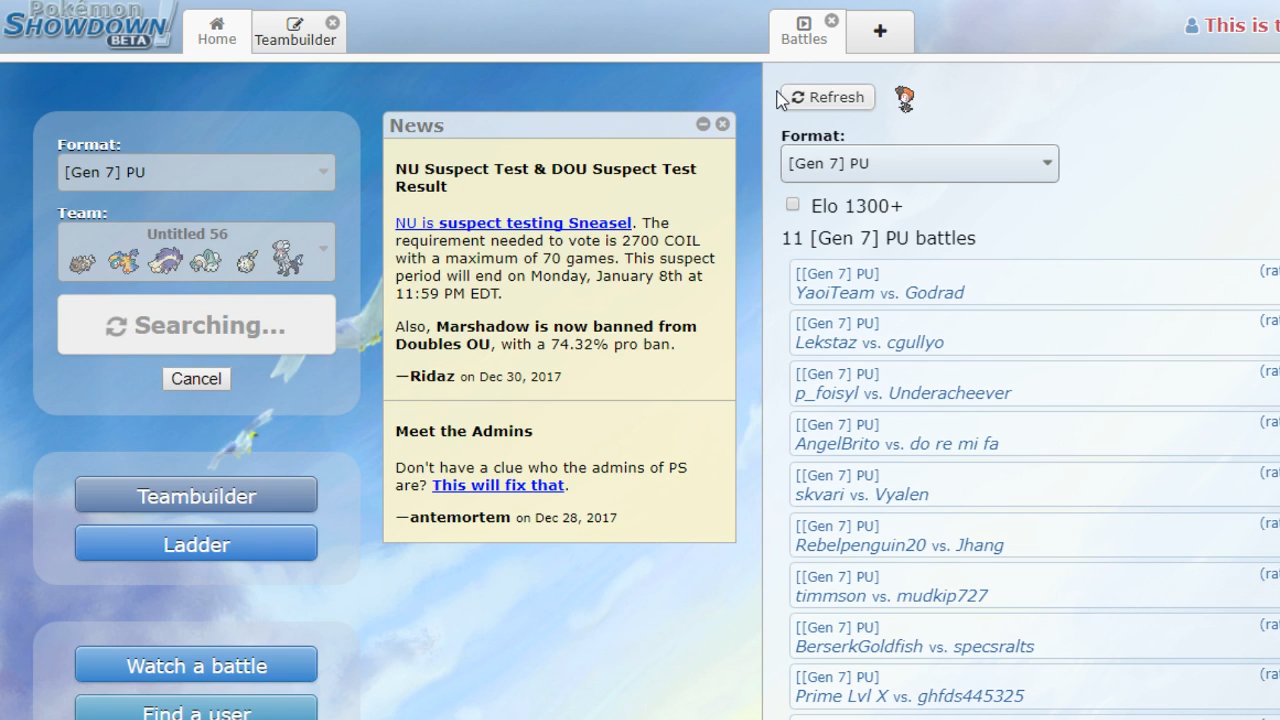 Pokémon
SHOWDOWN!
BETA
Home
Teambuilder
Battles
+
This is t
Format:
[Gen 7] PU
Team:
Untitled 56
Searching...
Cancel
Teambuilder
Ladder
Watch a battle
Find a user
News
NU Suspect Test & DOU Suspect Test
Result
NU is suspect testing Sneasel. The
requirement needed to vote is 2700 COIL
with a maximum of 70 games. This suspect
period will end on Monday, January 8th at
11:59 PM EDT.
Also, Marshadow is now banned from
Doubles OU, with a 74.32% pro ban.
—Ridaz on Dec 30, 2017
Meet the Admins
Don't have a clue who the admins of PS
are? This will fix that.
—antemortem on Dec 28, 2017
Refresh
Format:
[Gen 7] PU
Elo 1300+
11 [Gen 7] PU battles
[[Gen 7] PU] (ra
YaoiTeam vs. Godrad
[[Gen 7] PU] (ra
Lekstaz vs. cgullyo
[[Gen 7] PU] (ra
p_foisyl vs. Underacheever
[[Gen 7] PU] (ra
AngelBrito vs. do re mi fa
[[Gen 7] PU] (ra
skvari vs. Vyalen
[[Gen 7] PU] (ra
Rebelpenguin20 vs. Jhang
[[Gen 7] PU] (ra
timmson vs. mudkip727
[[Gen 7] PU] (ra
BerserkGoldfish vs. specsralts
[[Gen 7] PU] (ra
Prime Lvl X vs. ghfds445325